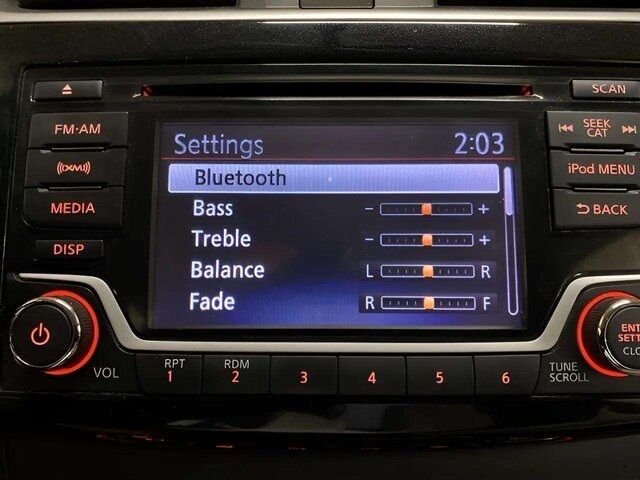 SCAN
FM·AM
Settings 2:03
SEEK
CAT
((XM))
Bluetooth
iPod MENU
MEDIA
Bass - +
BACK
DISP
Treble - +
Balance L R
Fade R F
VOL
RPT
1
RDM
2
3
4
5
6
TUNE
SCROLL